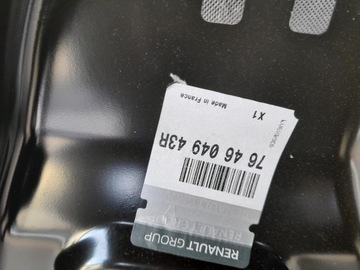 X1
Made in France
76 46 049 43R
RENAULT GROUP